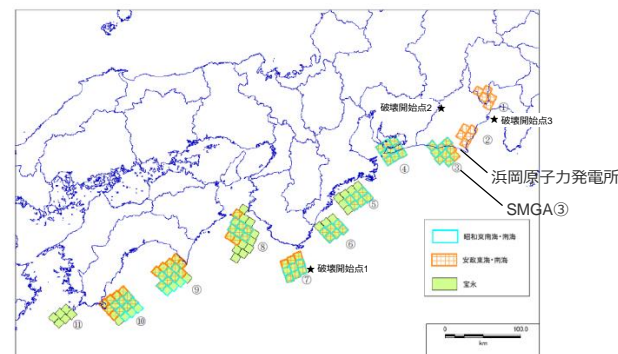 破壊開始点2
①
破壊開始点3
②
浜岡原子力発電所
③
④
SMGA③
⑤
⑥
昭和東南海・南海
⑧
安政東海・南海
破壊開始点1
⑦
宝永
⑨
⑩
⑪
0 100.0
km